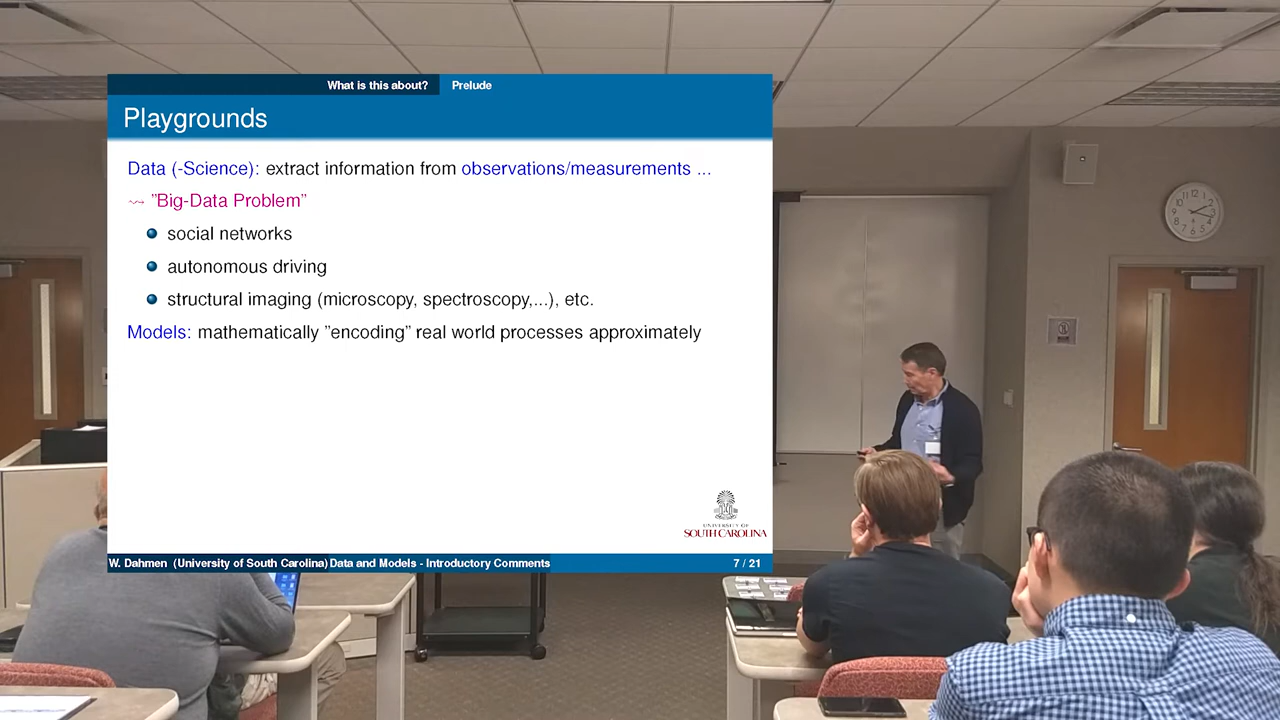 What is this about? Prelude
Playgrounds
Data (-Science): extract information from observations/measurements ...
⇝ "Big-Data Problem"
social networks
autonomous driving
structural imaging (microscopy, spectroscopy,...), etc.
Models: mathematically "encoding" real world processes approximately
UNIVERSITY OF
SOUTH CAROLINA
W. Dahmen (University of South Carolina) Data and Models - Introductory Comments 7 / 21